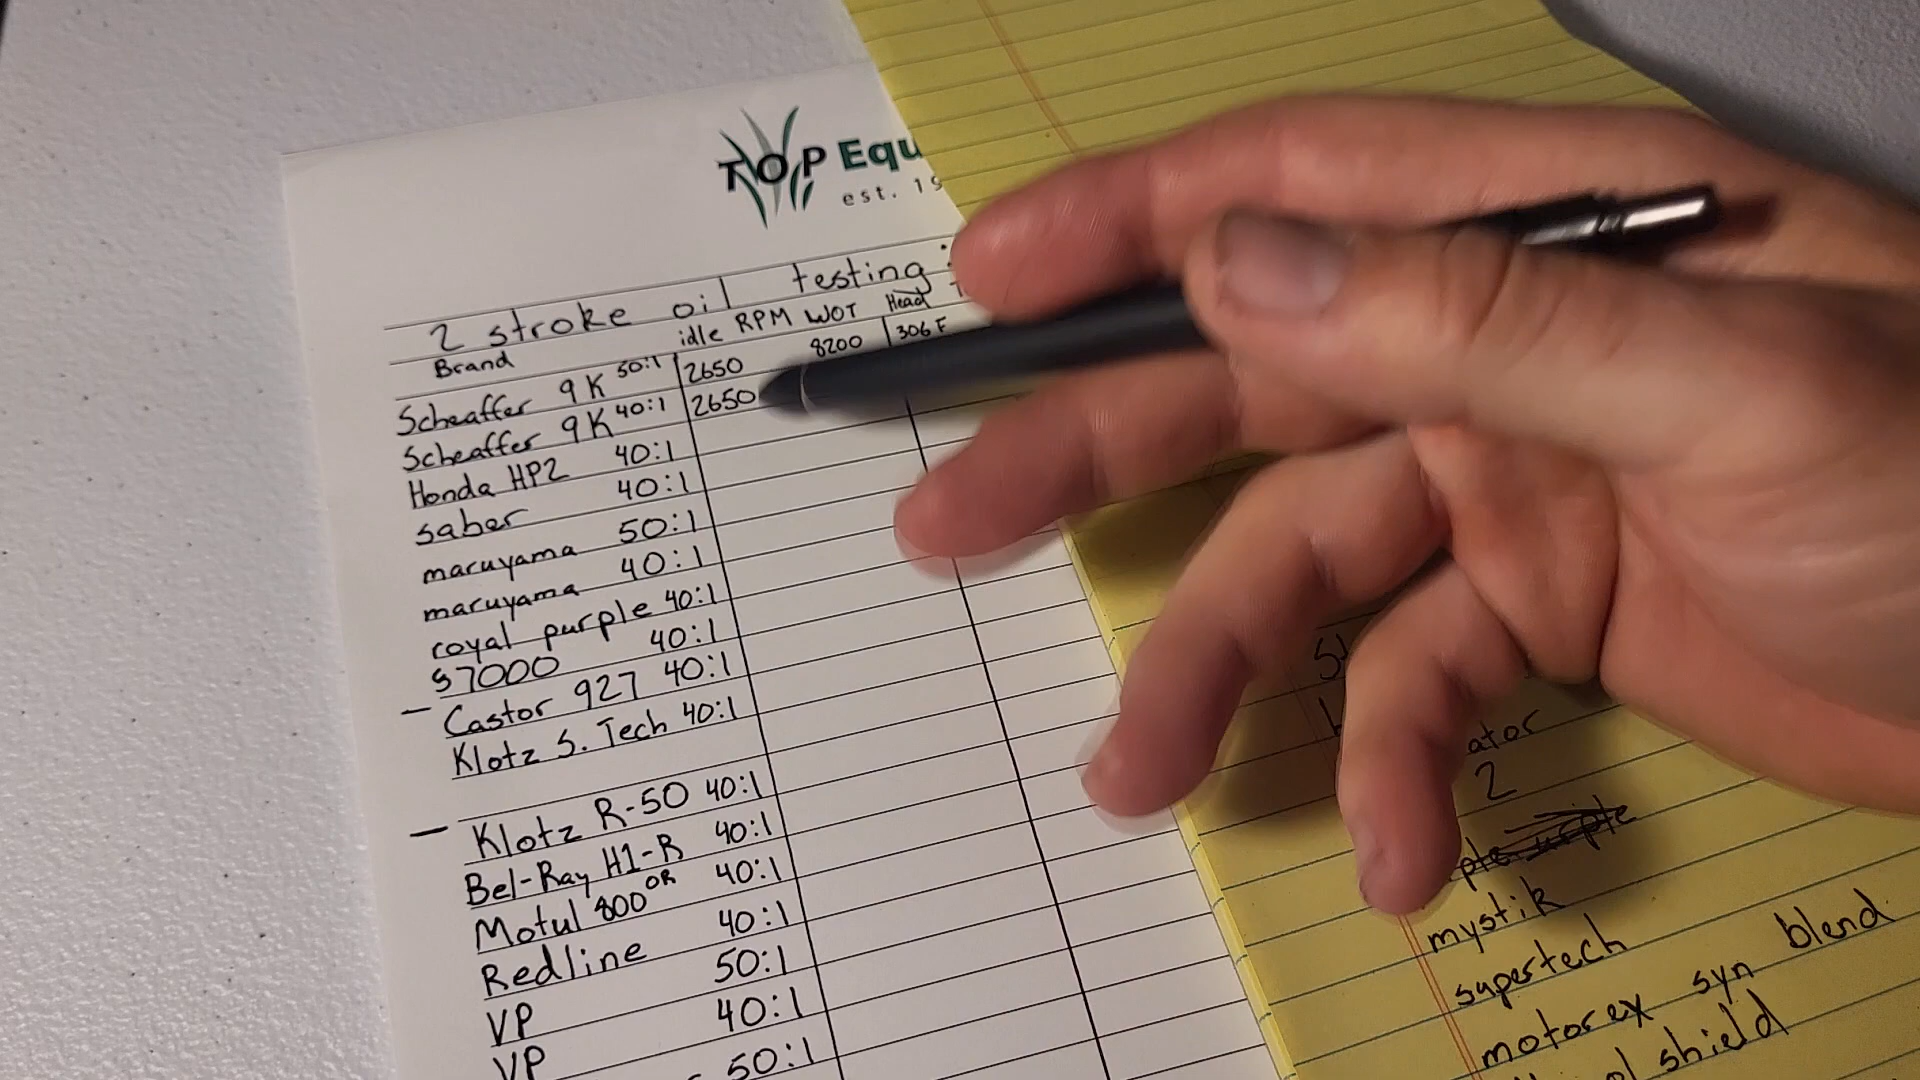 TOP Equ
est. 19
2 stroke oil testing:
Brand idle RPM WOT Head
Scheaffer 9K 50:1 2650 8200 306 F
Scheaffer 9K 40:1 2650
Honda HP2 40:1
saber 40:1
maruyama 50:1
maruyama 40:1
royal purple 40:1
S7000 40:1
— Castor 927 40:1
Klotz S. Tech 40:1
— Klotz R-50 40:1
Bel-Ray H1-R 40:1
Motul 800 OR 40:1
Redline 40:1
VP 50:1
VP 40:1
50:1
ator
2
mystik
supertech
motorex syn blend
shield